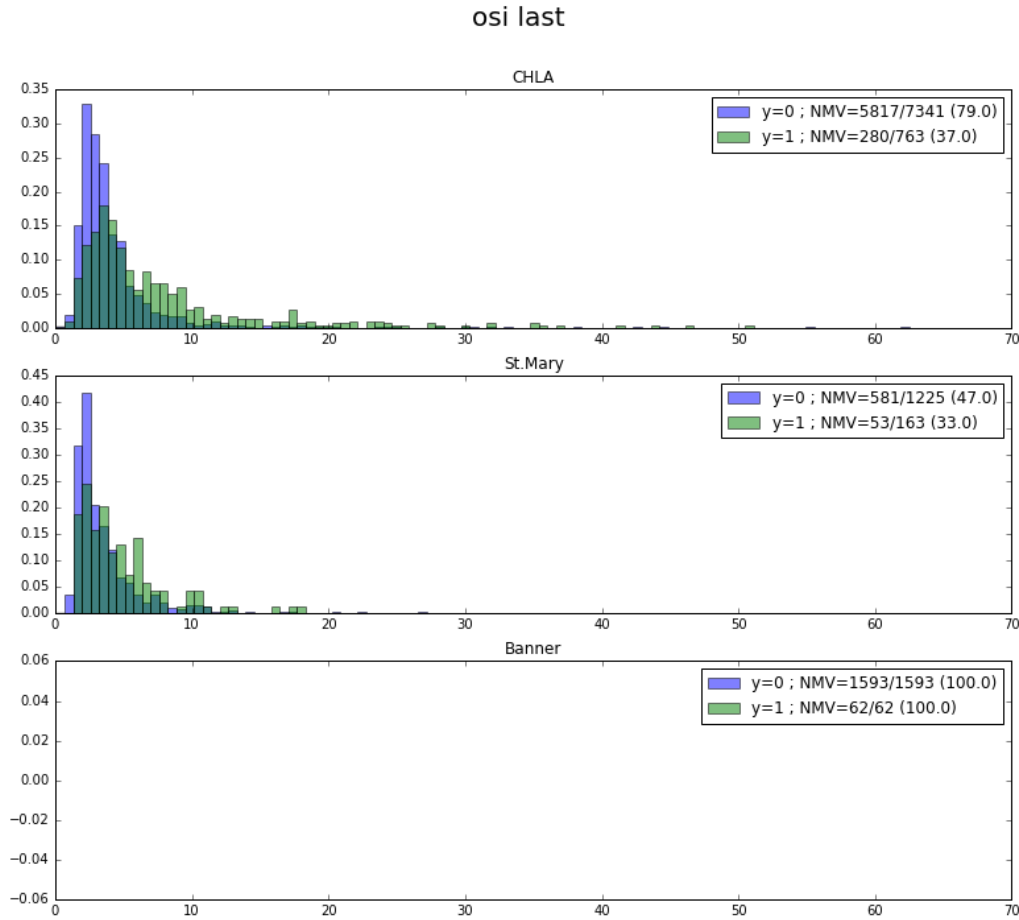 osi last
CHLA
0.35
0.30
0.25
0.20
0.15
0.10
0.05
0.00
y=0 ; NMV=5817/7341 (79.0)
y=1 ; NMV=280/763 (37.0)
0 10 20 30 40 50 60 70
St.Mary
0.45
0.40
0.35
0.30
0.25
0.20
0.15
0.10
0.05
0.00
y=0 ; NMV=581/1225 (47.0)
y=1 ; NMV=53/163 (33.0)
0 10 20 30 40 50 60 70
Banner
0.06
0.04
0.02
0.00
−0.02
−0.04
−0.06
y=0 ; NMV=1593/1593 (100.0)
y=1 ; NMV=62/62 (100.0)
0 10 20 30 40 50 60 70